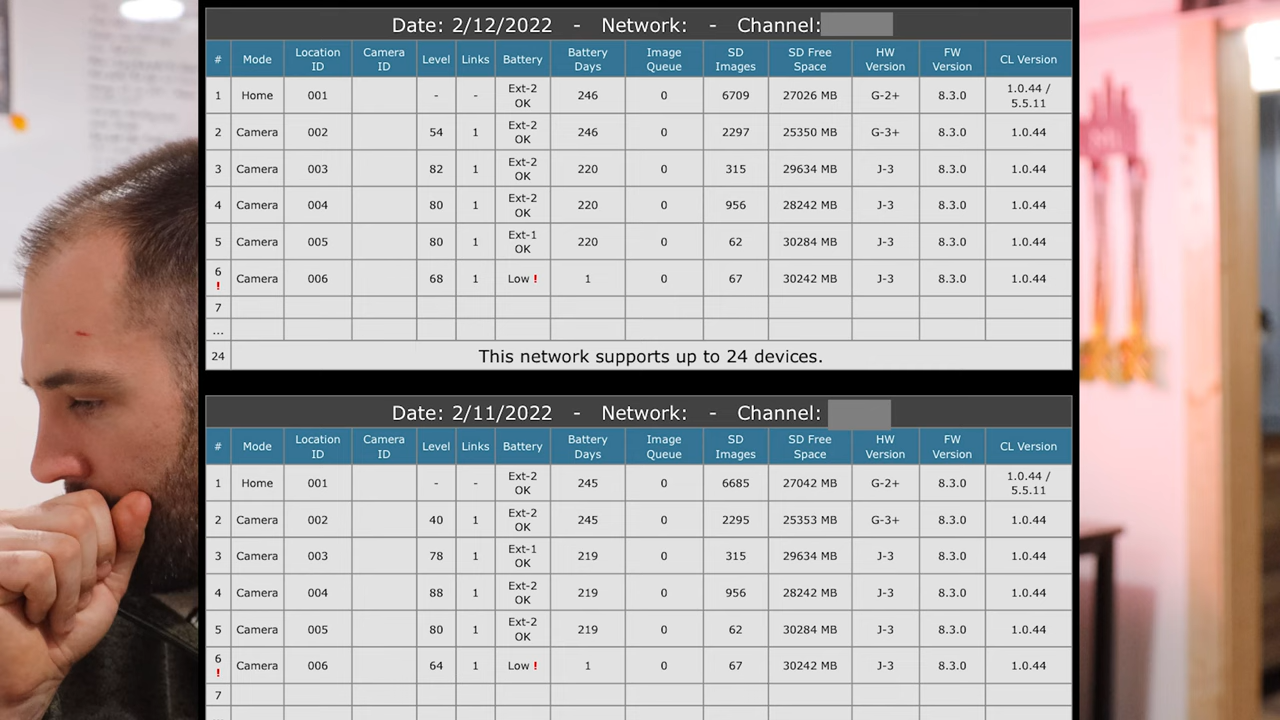 Date: 2/12/2022 - Network: - Channel:
# Mode Location ID Camera ID Level Links Battery Battery Days Image Queue SD Images SD Free Space HW Version FW Version CL Version
1 Home 001 - - Ext-2 OK 246 0 6709 27026 MB G-2+ 8.3.0 1.0.44 / 5.5.11
2 Camera 002 54 1 Ext-2 OK 246 0 2297 25350 MB G-3+ 8.3.0 1.0.44
3 Camera 003 82 1 Ext-2 OK 220 0 315 29634 MB J-3 8.3.0 1.0.44
4 Camera 004 80 1 Ext-2 OK 220 0 956 28242 MB J-3 8.3.0 1.0.44
5 Camera 005 80 1 Ext-1 OK 220 0 62 30284 MB J-3 8.3.0 1.0.44
6 ! Camera 006 68 1 Low ! 1 0 67 30242 MB J-3 8.3.0 1.0.44
7
...
24 This network supports up to 24 devices.
Date: 2/11/2022 - Network: - Channel:
# Mode Location ID Camera ID Level Links Battery Battery Days Image Queue SD Images SD Free Space HW Version FW Version CL Version
1 Home 001 - - Ext-2 OK 245 0 6685 27042 MB G-2+ 8.3.0 1.0.44 / 5.5.11
2 Camera 002 40 1 Ext-2 OK 245 0 2295 25353 MB G-3+ 8.3.0 1.0.44
3 Camera 003 78 1 Ext-1 OK 219 0 315 29634 MB J-3 8.3.0 1.0.44
4 Camera 004 88 1 Ext-2 OK 219 0 956 28242 MB J-3 8.3.0 1.0.44
5 Camera 005 80 1 Ext-2 OK 219 0 62 30284 MB J-3 8.3.0 1.0.44
6 ! Camera 006 64 1 Low ! 1 0 67 30242 MB J-3 8.3.0 1.0.44
7